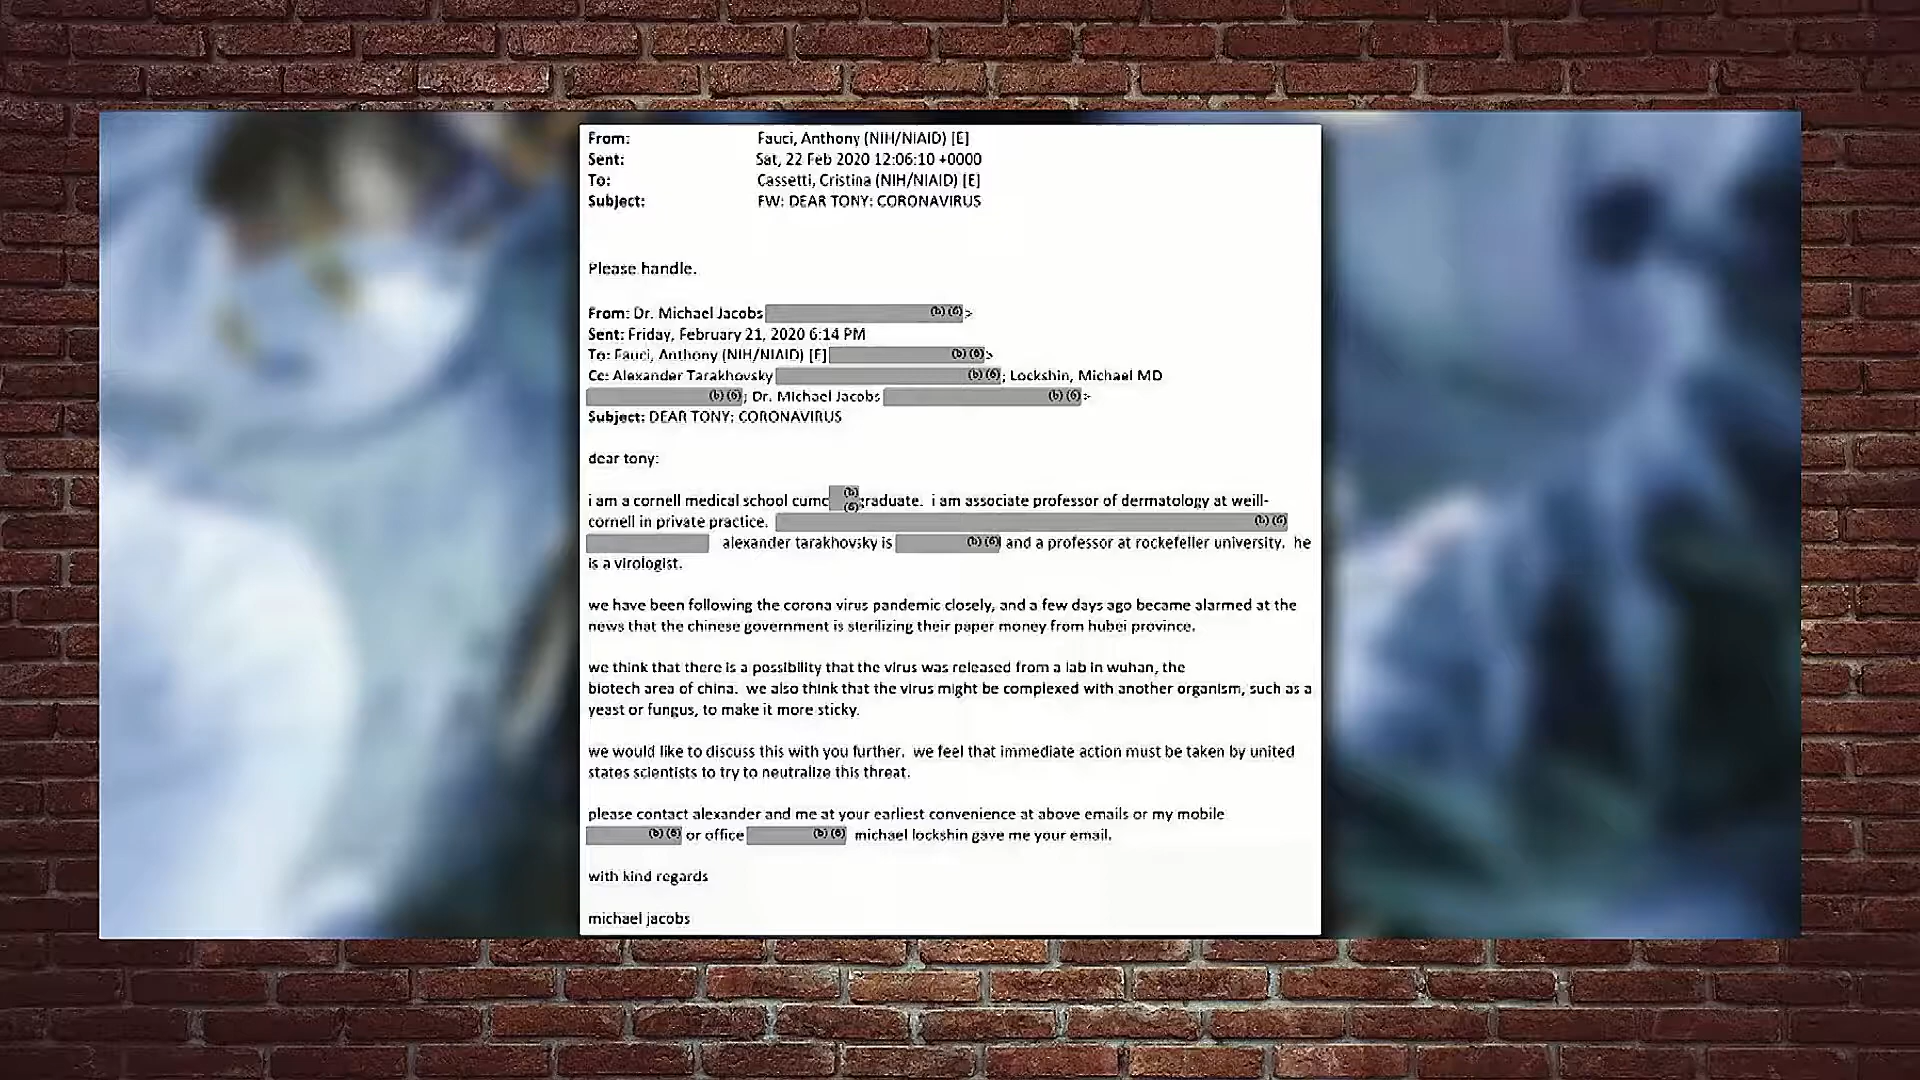 From: Fauci, Anthony (NIH/NIAID) [E]
Sent: Sat, 22 Feb 2020 12:06:10 +0000
To: Cassetti, Cristina (NIH/NIAID) [E]
Subject: FW: DEAR TONY: CORONAVIRUS
Please handle.
From: Dr. Michael Jacobs (b) (6)>
Sent: Friday, February 21, 2020 6:14 PM
To: Fauci, Anthony (NIH/NIAID) [E] (b) (6)>
Cc: Alexander Tarakhovsky (b) (6); Lockshin, Michael MD
(b) (6); Dr. Michael Jacobs (b) (6)>
Subject: DEAR TONY: CORONAVIRUS
dear tony:
i am a cornell medical school cumc (b) (6) graduate. i am associate professor of dermatology at weill-
cornell in private practice. (b) (6)
alexander tarakhovsky is (b) (6) and a professor at rockefeller university. he
is a virologist.
we have been following the corona virus pandemic closely, and a few days ago became alarmed at the
news that the chinese government is sterilizing their paper money from hubei province.
we think that there is a possibility that the virus was released from a lab in wuhan, the
biotech area of china. we also think that the virus might be complexed with another organism, such as a
yeast or fungus, to make it more sticky.
we would like to discuss this with you further. we feel that immediate action must be taken by united
states scientists to try to neutralize this threat.
please contact alexander and me at your earliest convenience at above emails or my mobile
(b) (6) or office (b) (6) michael lockshin gave me your email.
with kind regards
michael jacobs